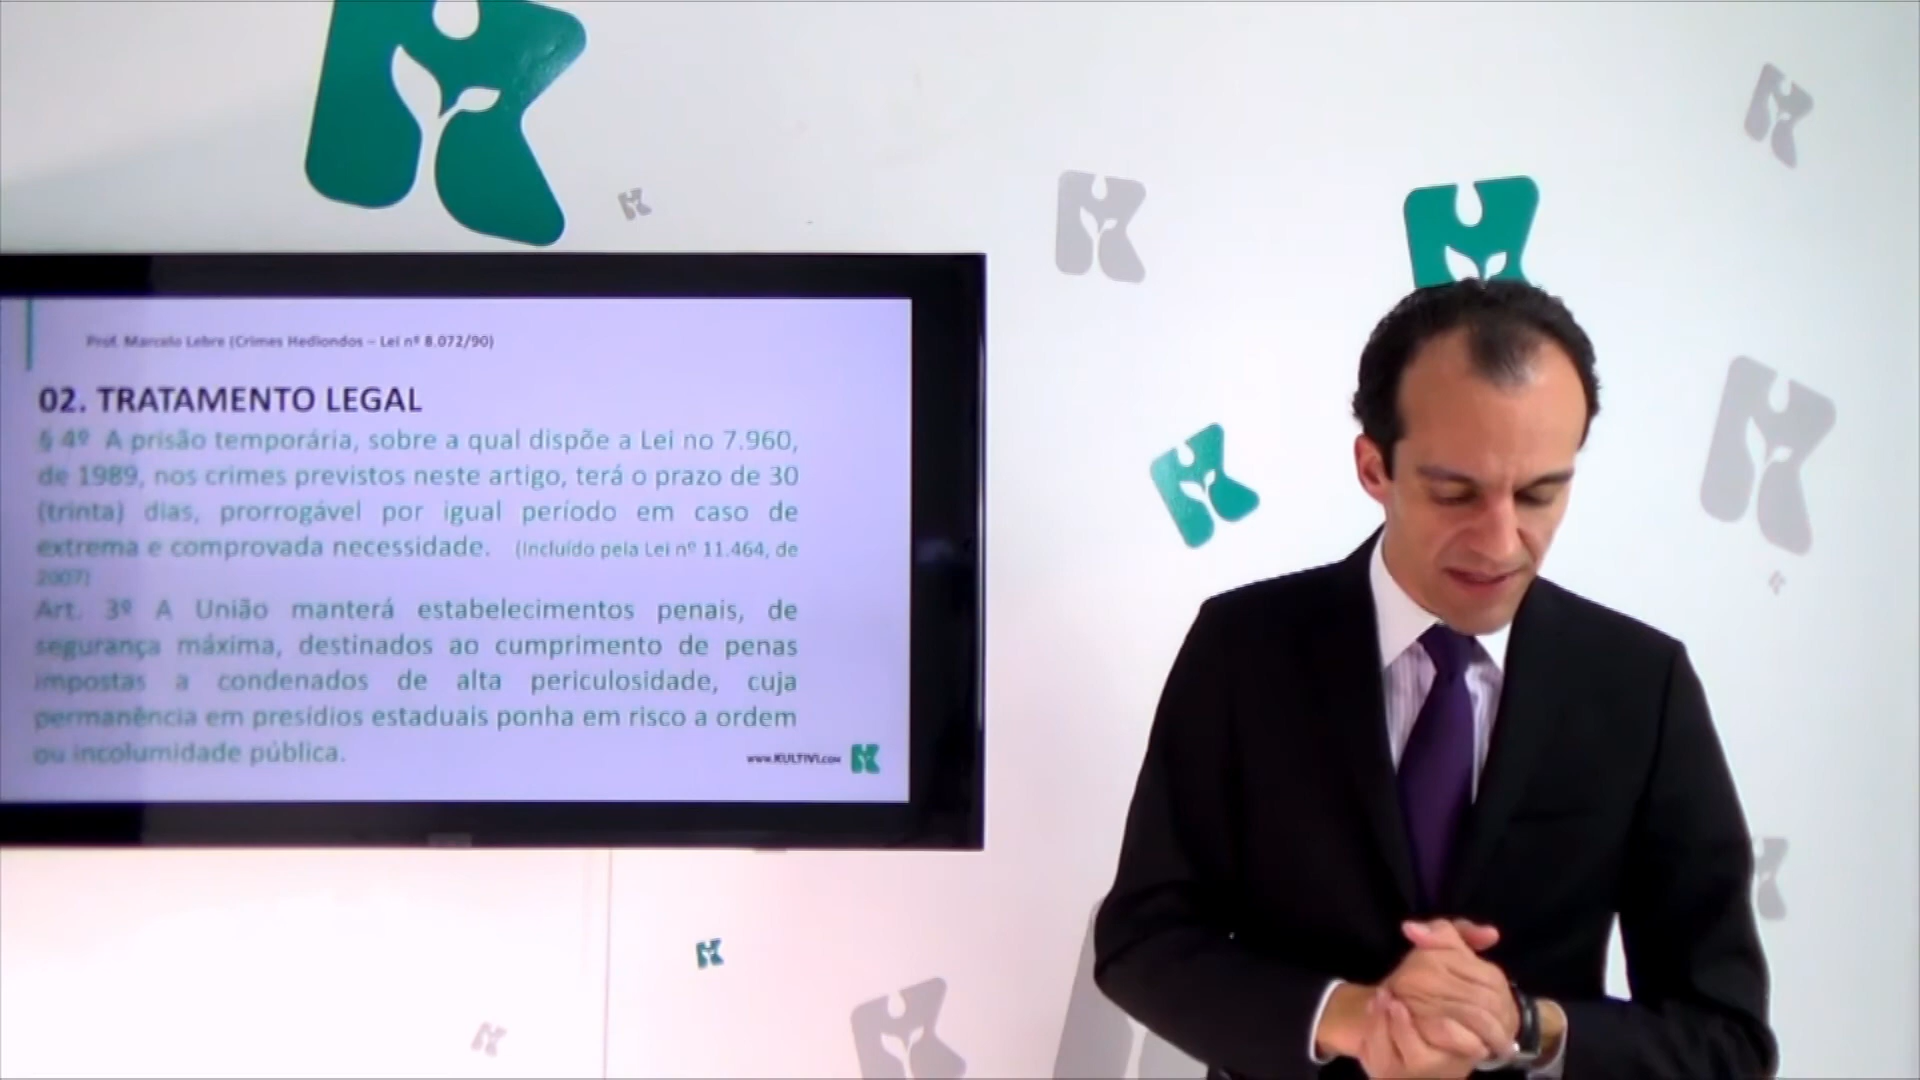 Prof. Marcelo Lebre (Crimes Hediondos – Lei nº 8.072/90)
02. TRATAMENTO LEGAL
§ 4º A prisão temporária, sobre a qual dispõe a Lei no 7.960,
de 1989, nos crimes previstos neste artigo, terá o prazo de 30
(trinta) dias, prorrogável por igual período em caso de
extrema e comprovada necessidade. (Incluído pela Lei nº 11.464, de
2007)
Art. 3º A União manterá estabelecimentos penais, de
segurança máxima, destinados ao cumprimento de penas
impostas a condenados de alta periculosidade, cuja
permanência em presídios estaduais ponha em risco a ordem
ou incolumidade pública.
www.KULTIVI.COM